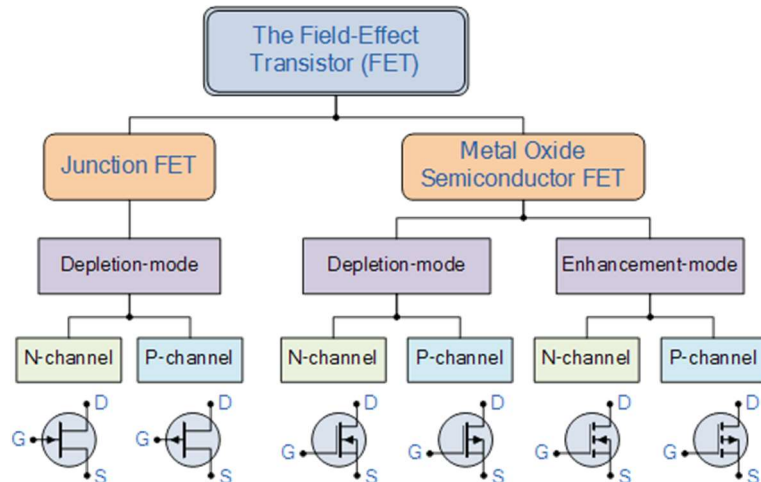 The Field-Effect
Transistor (FET)
Junction FET
Metal Oxide
Semiconductor FET
Depletion-mode
Depletion-mode
Enhancement-mode
N-channel
P-channel
N-channel
P-channel
N-channel
P-channel
D
D
D
D
D
D
G
G
G
G
G
G
S
S
S
S
S
S